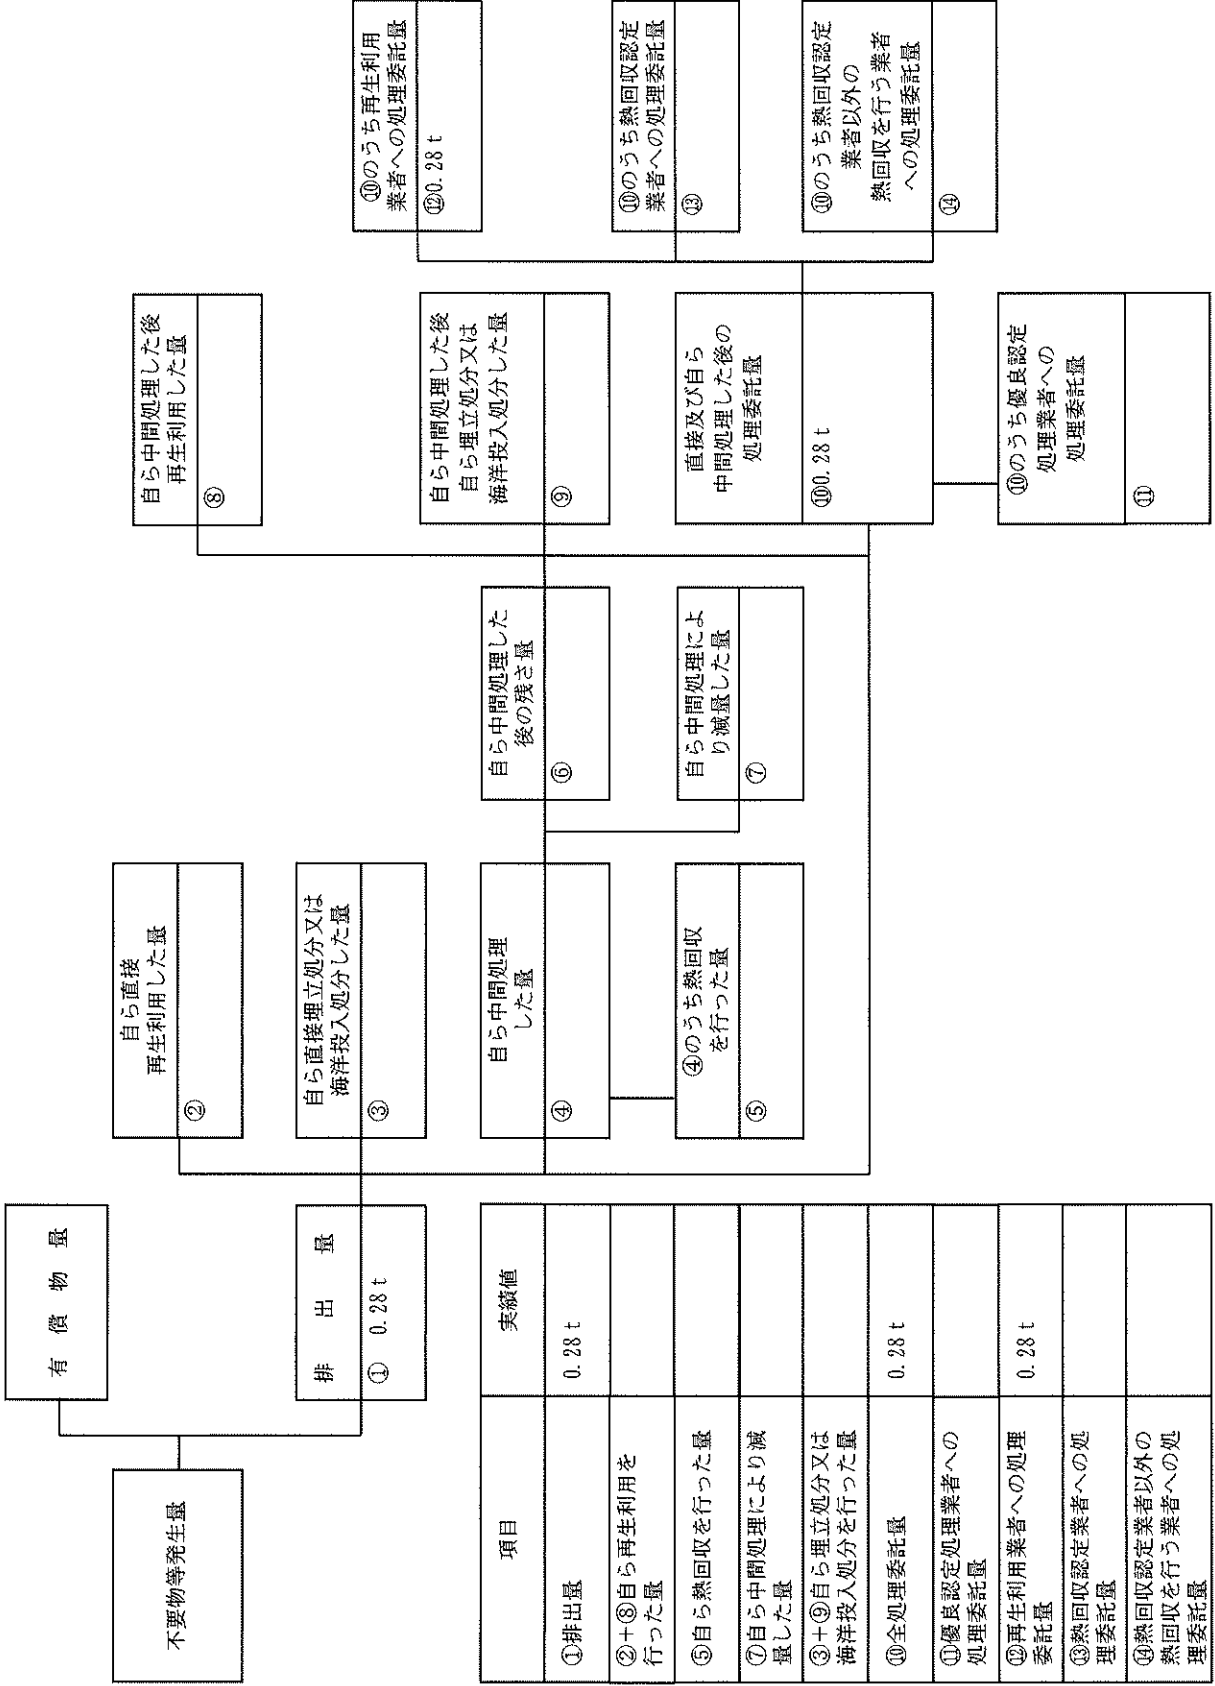 不要物等発生量
有償物量
排出量
① 0.28 t
自ら直接
再生利用した量
②
自ら直接埋立処分又は
海洋投入処分した量
③
自ら中間処理
した量
④
④のうち熱回収
を行った量
⑤
自ら中間処理した
後の残さ量
⑥
自ら中間処理によ
り減量した量
⑦
自ら中間処理した後
再生利用した量
⑧
自ら中間処理した後
自ら埋立処分又は
海洋投入処分した量
⑨
直接及び自ら
中間処理した後の
処理委託量
⑩0.28 t
⑩のうち優良認定
処理業者への
処理委託量
⑪
⑩のうち再生利用
業者への処理委託量
⑫0.28 t
⑩のうち熱回収認定
業者への処理委託量
⑬
⑩のうち熱回収認定
業者以外の
熱回収を行う業者
への処理委託量
⑭
項目 実績値
①排出量 0.28 t
②+⑧自ら再生利用を
行った量
⑤自ら熱回収を行った量
⑦自ら中間処理により減
量した量
③+⑨自ら埋立処分又は
海洋投入処分を行った量
⑩全処理委託量 0.28 t
⑪優良認定処理業者への
処理委託量
⑫再生利用業者への処理
委託量 0.28 t
⑬熱回収認定業者への処
理委託量
⑭熱回収認定業者以外の
熱回収を行う業者への処
理委託量